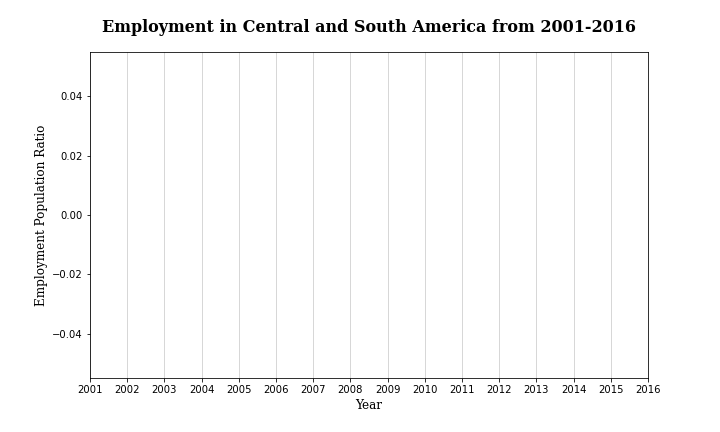 Employment in Central and South America from 2001-2016
Employment Population Ratio
0.04
0.02
0.00
−0.02
−0.04
2001 2002 2003 2004 2005 2006 2007 2008 2009 2010 2011 2012 2013 2014 2015 2016
Year